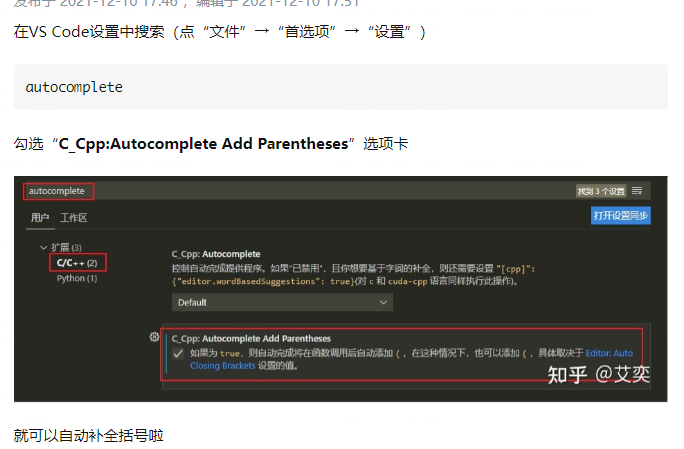 发布于 2021-12-10 17:46 ，编辑于 2021-12-10 17:51
在VS Code设置中搜索（点“文件”→“首选项”→“设置”）
autocomplete
勾选“C_Cpp:Autocomplete Add Parentheses”选项卡
autocomplete
找到 3 个设置
用户 工作区
打开设置同步
扩展 (3)
C/C++ (2)
Python (1)
C_Cpp: Autocomplete
控制自动完成提供程序。如果"已禁用"，且你想要基于字词的补全，则还需要设置 "[cpp]":
{"editor.wordBasedSuggestions": true}(对 c 和 cuda-cpp 语言同样执行此操作)。
Default
C_Cpp: Autocomplete Add Parentheses
如果为 true，则自动完成将在函数调用后自动添加 (，在这种情况下，也可以添加 (，具体取决于 Editor: Auto
Closing Brackets 设置的值。
知乎 @艾奕
就可以自动补全括号啦